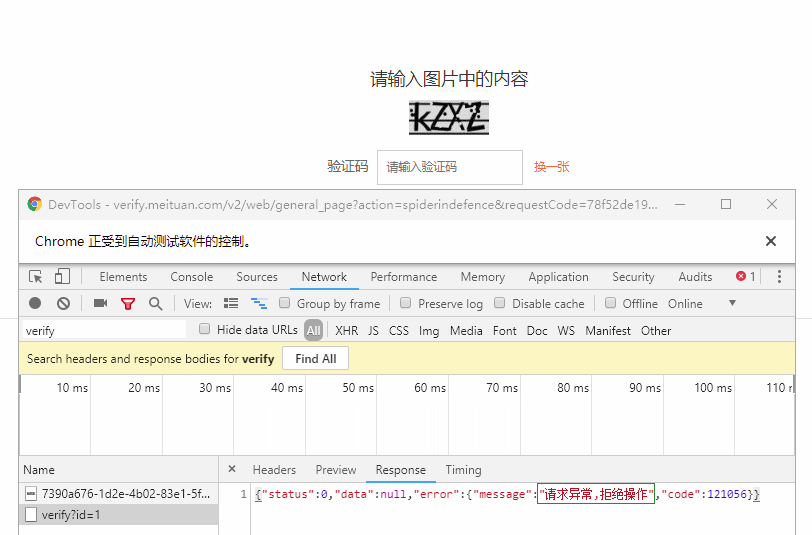 请输入图片中的内容
验证码 请输入验证码 换一张
DevTools - verify.meituan.com/v2/web/general_page?action=spiderindefence&requestCode=78f52de19...
Chrome 正受到自动测试软件的控制。
Elements Console Sources Network Performance Memory Application Security Audits 1
View: Group by frame Preserve log Disable cache Offline Online
verify Hide data URLs All XHR JS CSS Img Media Font Doc WS Manifest Other
Search headers and response bodies for verify Find All
10 ms 20 ms 30 ms 40 ms 50 ms 60 ms 70 ms 80 ms 90 ms 100 ms 110
Name Headers Preview Response Timing
7390a676-1d2e-4b02-83e1-5f... 1 {"status":0,"data":null,"error":{"message":"请求异常,拒绝操作","code":121056}}
verify?id=1